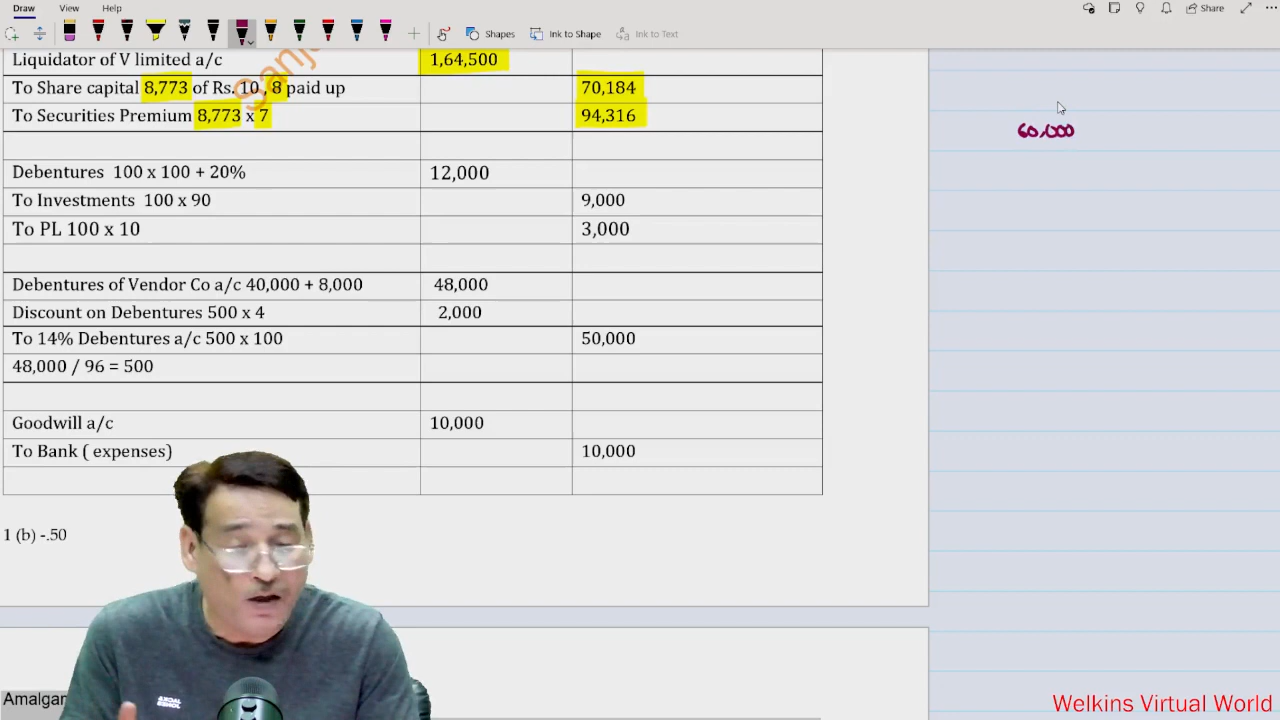 Draw View Help
Share
Shapes Ink to Shape Ink to Text
Liquidator of V limited a/c 1,64,500
To Share capital 8,773 of Rs. 10 , 8 paid up 70,184
To Securities Premium 8,773 x 7 94,316
60,000
Debentures 100 x 100 + 20% 12,000
To Investments 100 x 90 9,000
To PL 100 x 10 3,000
Debentures of Vendor Co a/c 40,000 + 8,000 48,000
Discount on Debentures 500 x 4 2,000
To 14% Debentures a/c 500 x 100 50,000
48,000 / 96 = 500
Goodwill a/c 10,000
To Bank ( expenses) 10,000
1 (b) -.50
Amalgar
Welkins Virtual World